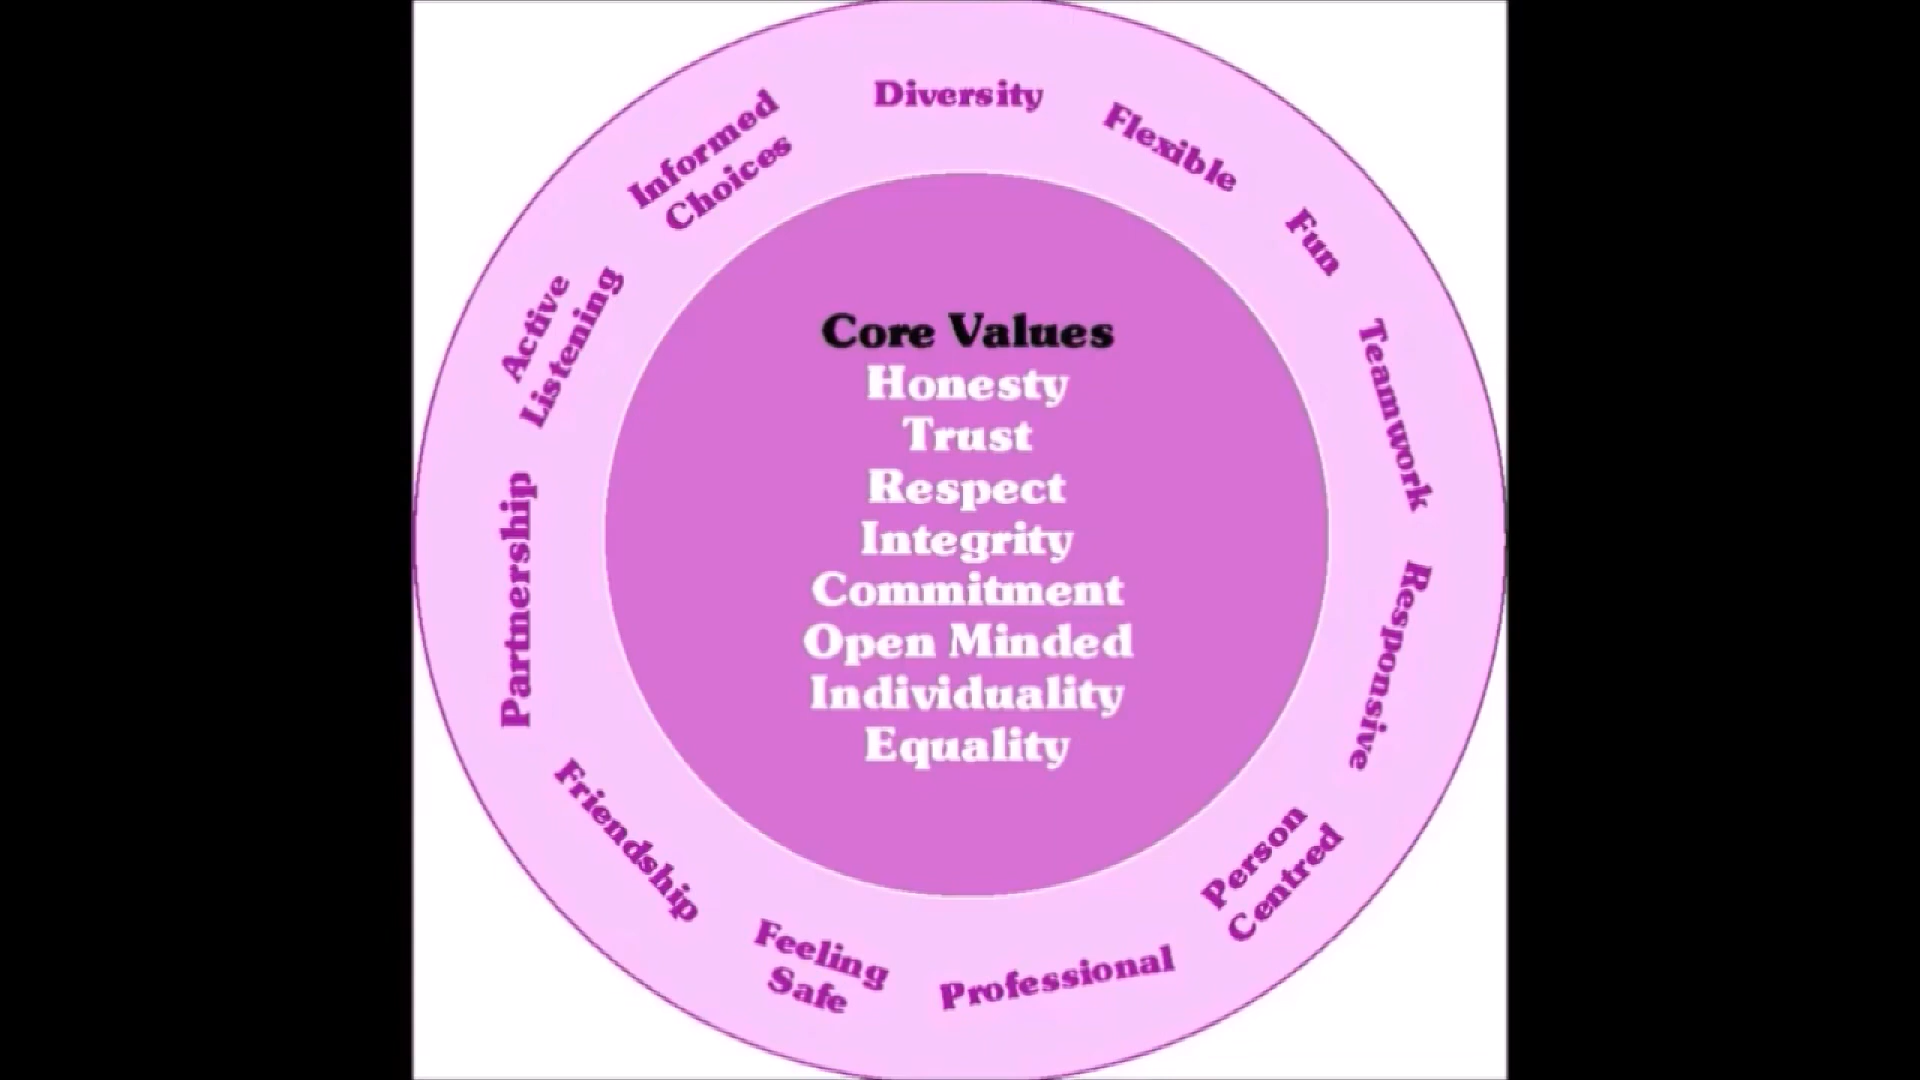 Diversity
Flexible
Fun
Teamwork
Responsive
Person
Centred
Professional
Feeling
Safe
Friendship
Partnership
Active
Listening
Informed
Choices
Core Values
Honesty
Trust
Respect
Integrity
Commitment
Open Minded
Individuality
Equality